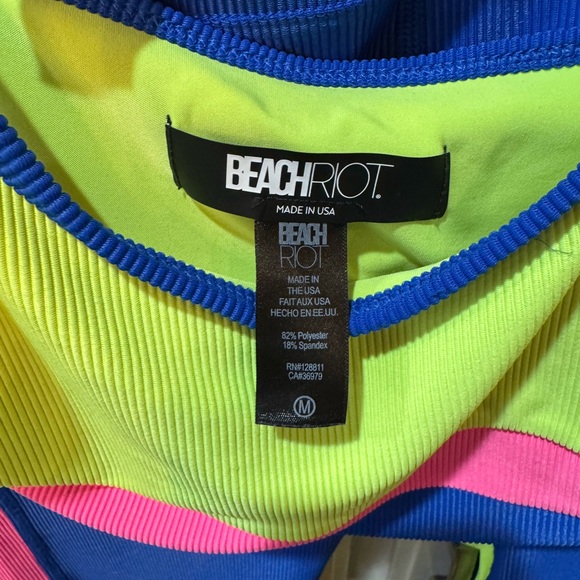 BEACHRIOT®
MADE IN USA
BEACH
RIOT
MADE IN
THE USA
FAIT AUX USA
HECHO EN EE.UU.
82% Polyester
18% Spandex
RN#128811
CA#36979
M